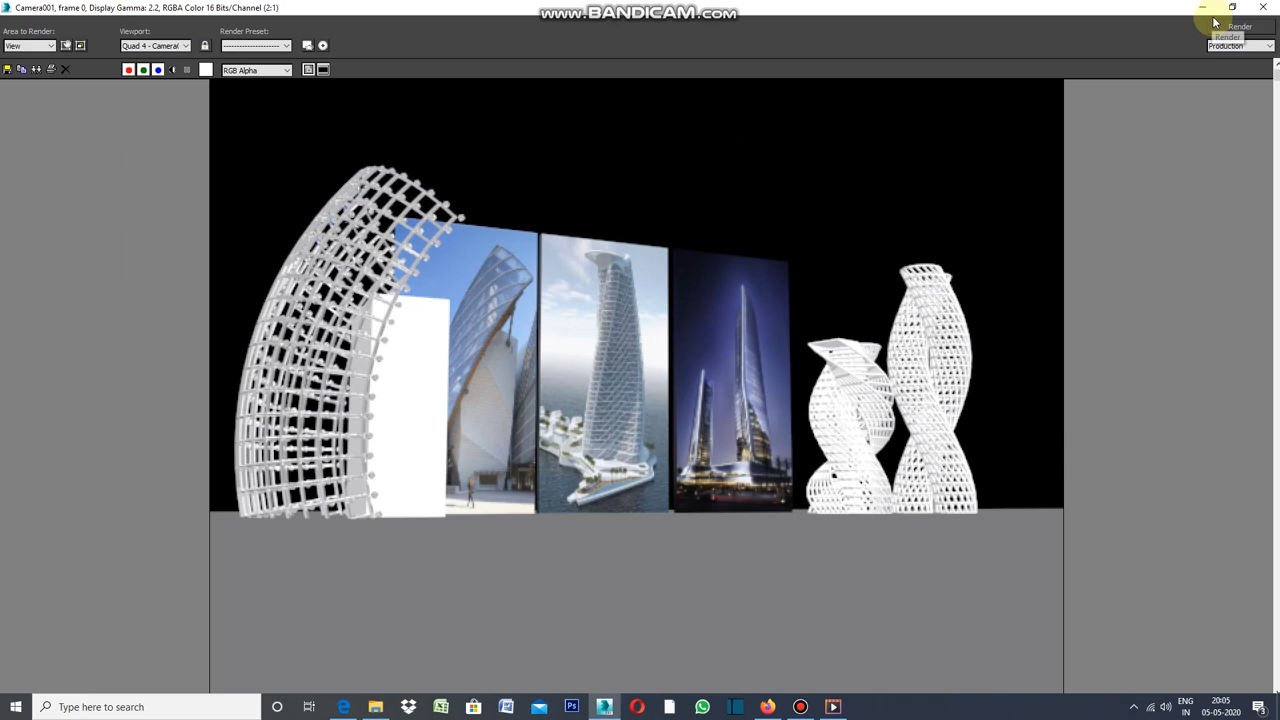 Camera001, frame 0, Display Gamma: 2.2, RGBA Color 16 Bits/Channel (2:1)
WWW.BANDICAM.COM
Area to Render:
Viewport:
Render Preset:
Render
View
Quad 4 - Camera(
--------------------
Render
Production
RGB Alpha
Type here to search
ENG
IN
20:05
05-05-2020